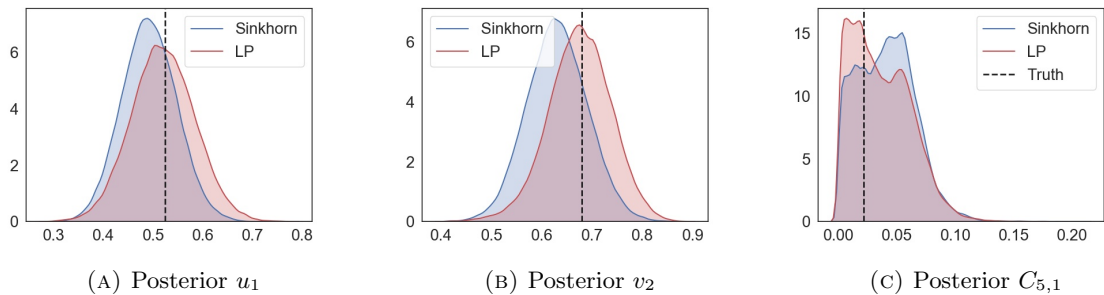 Sinkhorn
LP
6
4
2
0
0.3 0.4 0.5 0.6 0.7 0.8
(A) Posterior u₁
Sinkhorn
LP
6
4
2
0
0.4 0.5 0.6 0.7 0.8 0.9
(B) Posterior v₂
Sinkhorn
LP
Truth
15
10
5
0
0.00 0.05 0.10 0.15 0.20
(C) Posterior C₅,₁